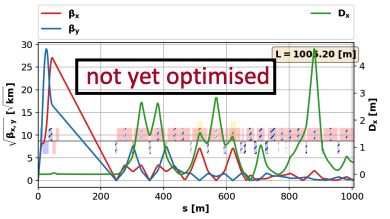 βx
βy
Dx
L = 1006.20 [m]
not yet optimised
√βx,y [√km]
30
25
20
15
10
5
0
Dx [m]
4
3
2
1
0
0
200
400
600
800
1000
s [m]